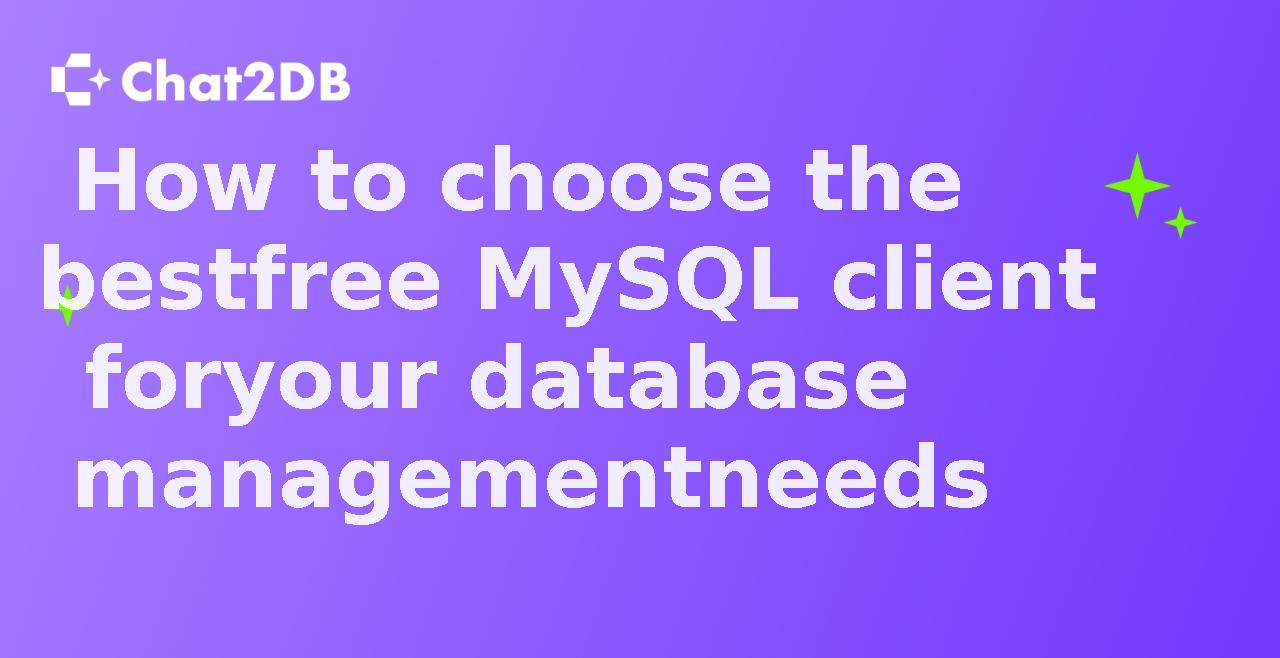 Chat2DB
How to choose the
bestfree MySQL client
foryour database
managementneeds